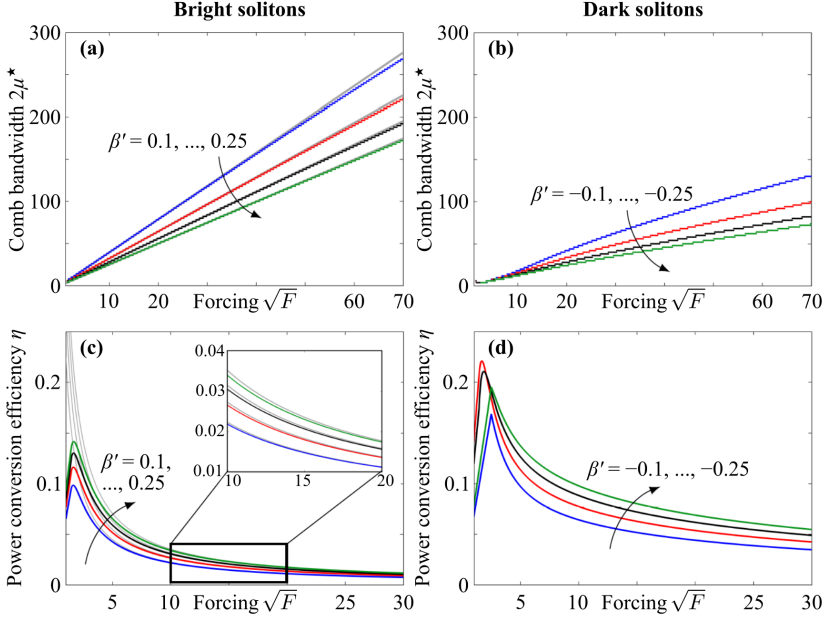 Bright solitons
Dark solitons
(a)
Comb bandwidth 2μ★
300
200
100
0
β′ = 0.1, ..., 0.25
10 20 Forcing √F 60 70
(b)
Comb bandwidth 2μ★
300
200
100
0
β′ = −0.1, ..., −0.25
10 20 Forcing √F 60 70
(c)
Power conversion efficiency η
0.2
0.1
0
β′ = 0.1,
..., 0.25
0.04
0.03
0.02
0.01
10 15 20
5 10 Forcing √F 25 30
(d)
Power conversion efficiency η
0.2
0.1
0
β′ = −0.1, ..., −0.25
5 10 Forcing √F 25 30